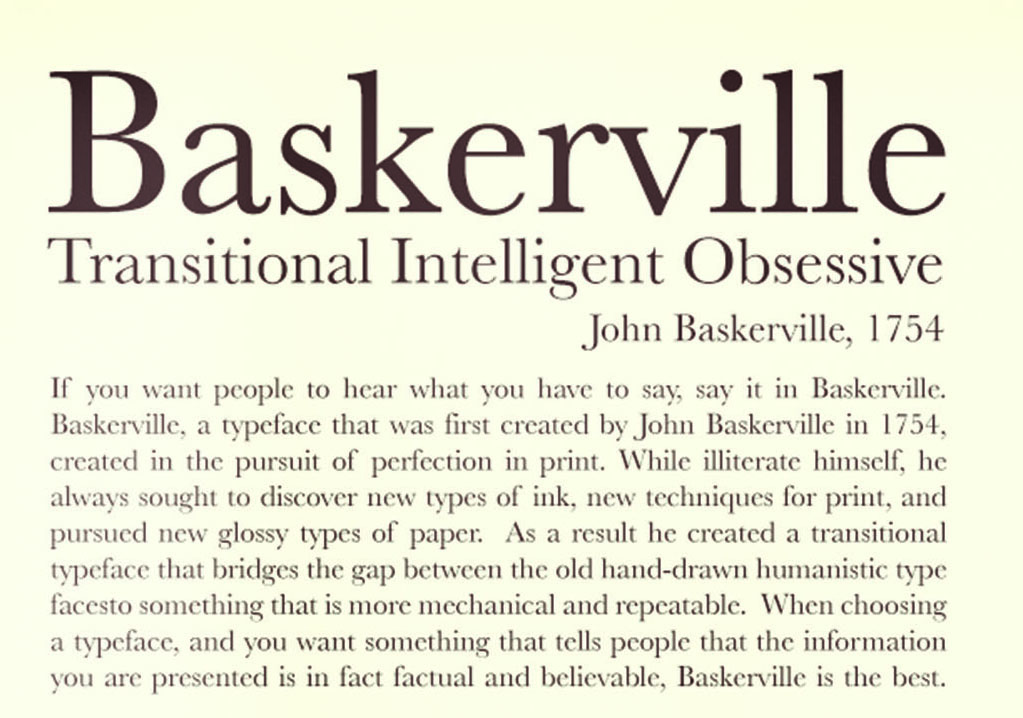 Baskerville
Transitional Intelligent Obsessive
John Baskerville, 1754
If you want people to hear what you have to say, say it in Baskerville.
Baskerville, a typeface that was first created by John Baskerville in 1754,
created in the pursuit of perfection in print. While illiterate himself, he
always sought to discover new types of ink, new techniques for print, and
pursued new glossy types of paper.  As a result he created a transitional
typeface that bridges the gap between the old hand-drawn humanistic type
facesto something that is more mechanical and repeatable.  When choosing
a typeface, and you want something that tells people that the information
you are presented is in fact factual and believable, Baskerville is the best.